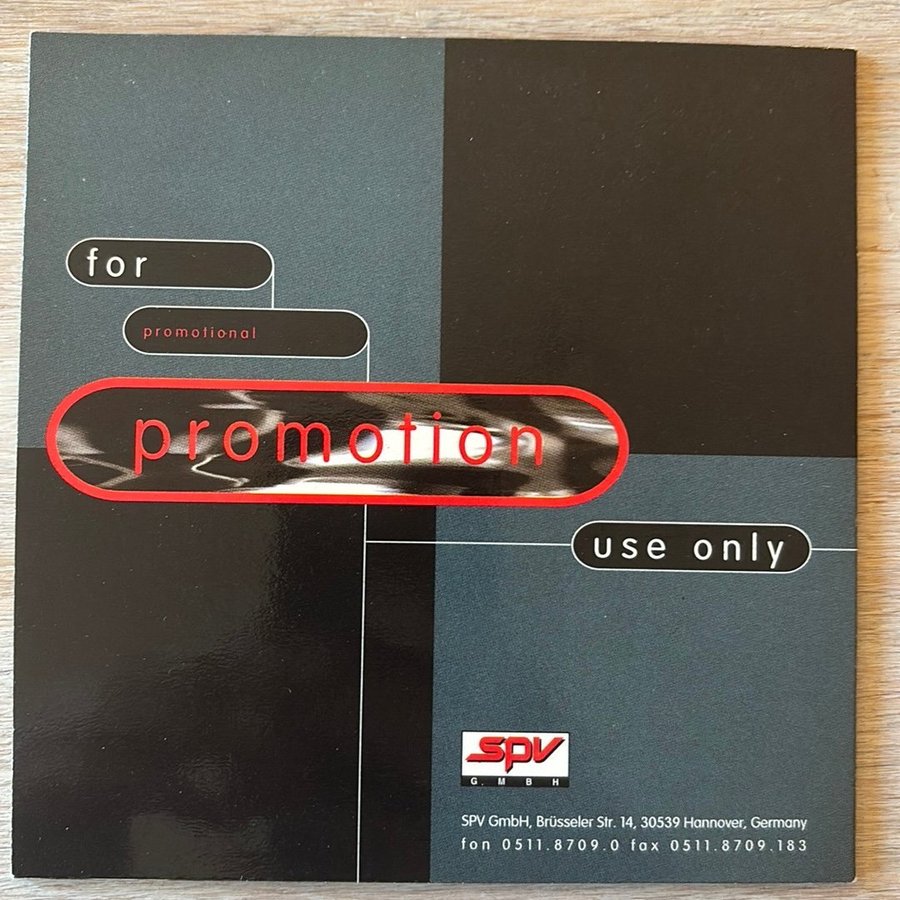 for
promotional
promotion
use only
SPV
G. M B H
SPV GmbH, Brüsseler Str. 14, 30539 Hannover, Germany
fon 0511.8709.0 fax 0511.8709.183